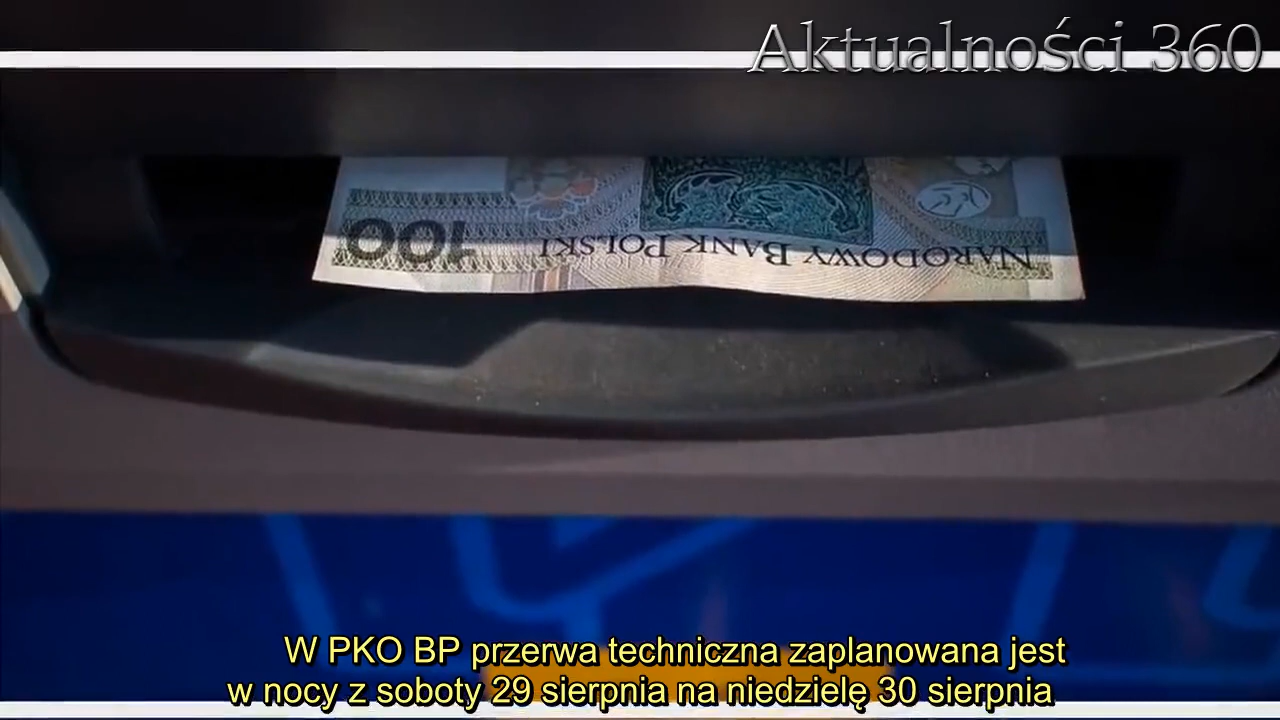 Aktualności 360
100
NARODOWY BANK POLSKI
W PKO BP przerwa techniczna zaplanowana jest
w nocy z soboty 29 sierpnia na niedzielę 30 sierpnia